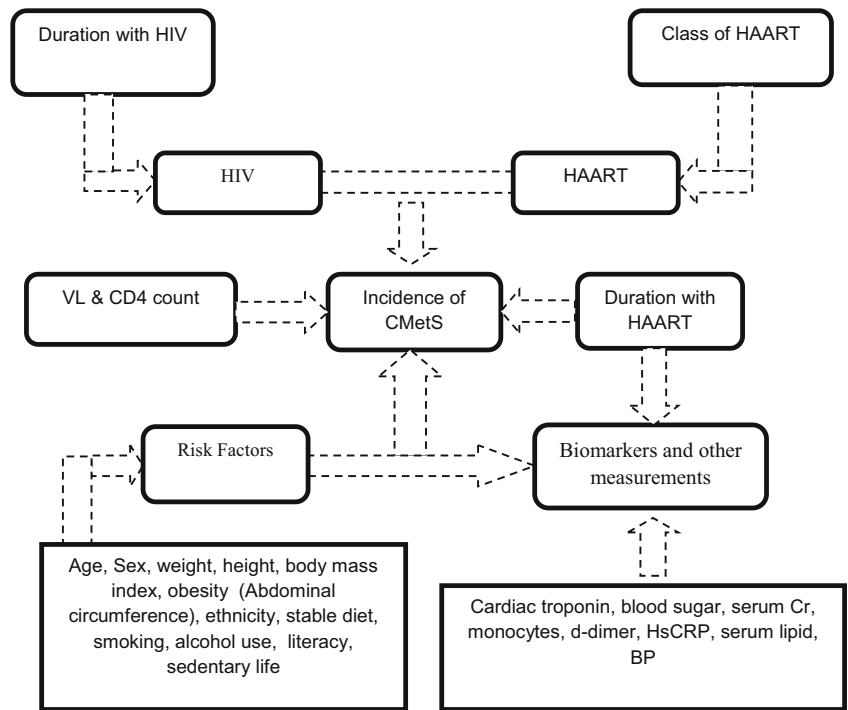 Duration with HIV
Class of HAART
HIV
HAART
VL & CD4 count
Incidence of
CMetS
Duration with
HAART
Risk Factors
Biomarkers and other
measurements
Age, Sex, weight, height, body mass
index, obesity (Abdominal
circumference), ethnicity, stable diet,
smoking, alcohol use, literacy,
sedentary life
Cardiac troponin, blood sugar, serum Cr,
monocytes, d-dimer, HsCRP, serum lipid,
BP